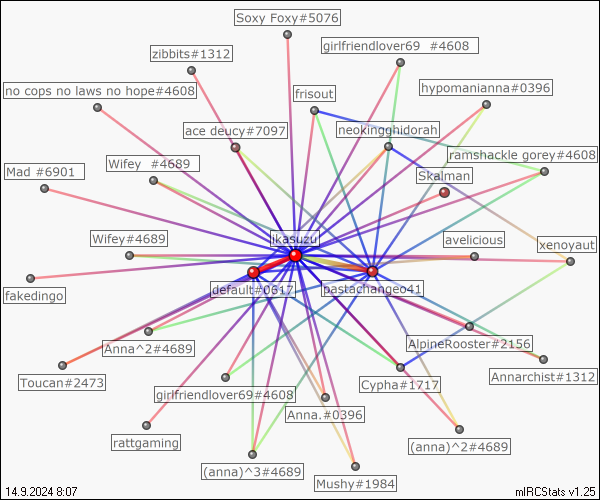 Soxy Foxy#5076
girlfriendlover69  #4608
zibbits#1312
no cops no laws no hope#4608
frisout
hypomanianna#0396
ace deucy#7097
neokingghidorah
Wifey  #4689
ramshackle gorey#4608
Mad #6901
Skalman
Wifey#4689
ikasuzu
avelicious
xenoyaut
fakedingo
default#0617
pastachangeo41
Anna^2#4689
AlpineRooster#2156
Toucan#2473
girlfriendlover69#4608
Cypha#1717
Annarchist#1312
Anna.#0396
rattgaming
(anna)^2#4689
(anna)^3#4689
Mushy#1984
14.9.2024 8:07
mIRCStats v1.25